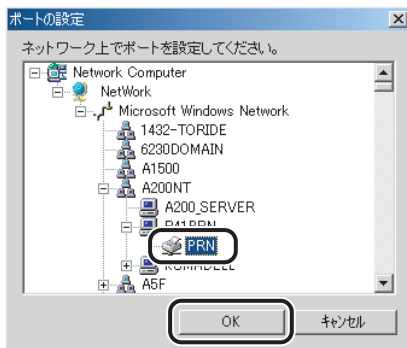 ポートの設定
ネットワーク上でポートを設定してください。
Network Computer
NetWork
Microsoft Windows Network
1432-TORIDE
6230DOMAIN
A1500
A200NT
A200_SERVER
PRN
A5F
OK
キャンセル